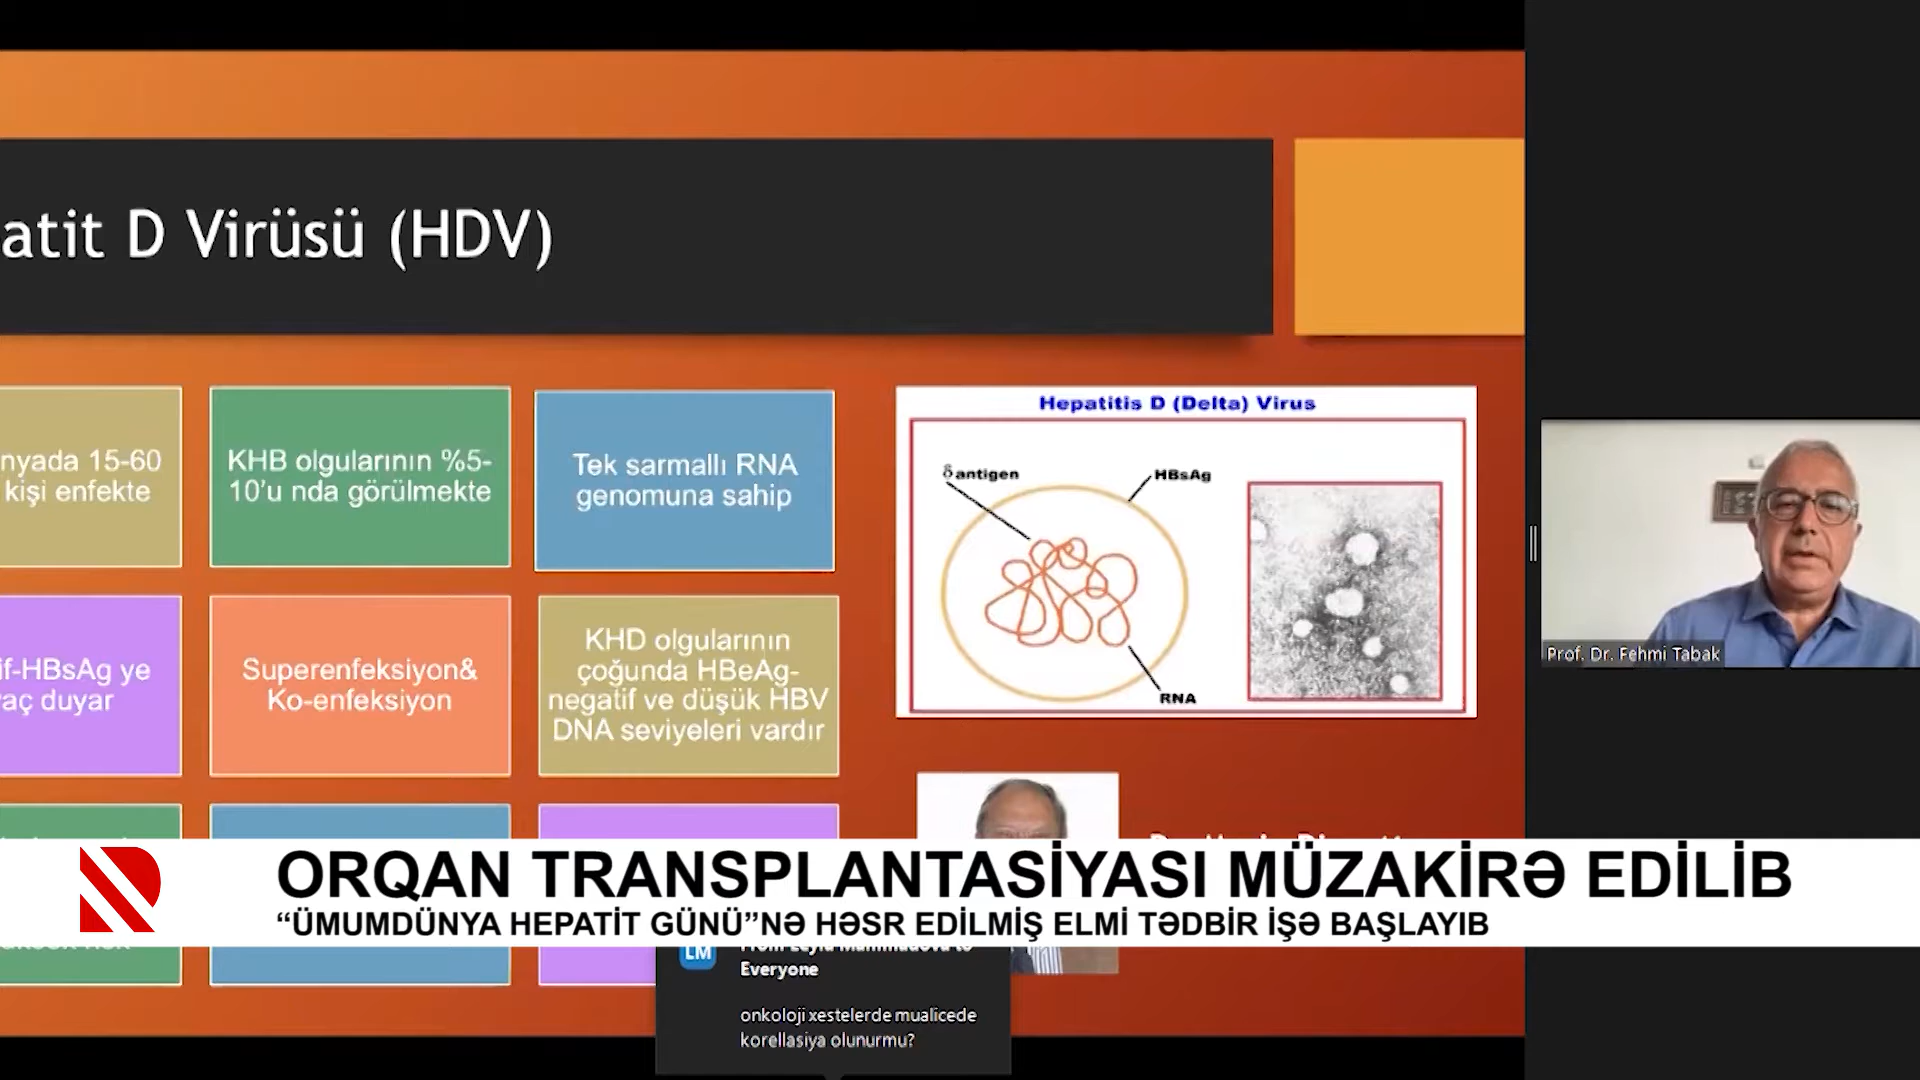 atit D Virüsü (HDV)
nyada 15-60
kişi enfekte
KHB olgularının %5-
10'u nda görülmekte
Tek sarmallı RNA
genomuna sahip
if-HBsAg ye
aç duyar
Superenfeksiyon&
Ko-enfeksiyon
KHD olgularının
çoğunda HBeAg-
negatif ve düşük HBV
DNA seviyeleri vardır
Hepatitis D (Delta) Virus
δ antigen
HBsAg
RNA
Prof. Dr. Fehmi Tabak
ORQAN TRANSPLANTASİYASI MÜZAKİRƏ EDİLİB
“ÜMUMDÜNYA HEPATİT GÜNÜ”NƏ HƏSR EDİLMİŞ ELMİ TƏDBİR İŞƏ BAŞLAYIB
LM
Everyone
onkoloji xestelerde mualicede
korellasiya olunurmu?